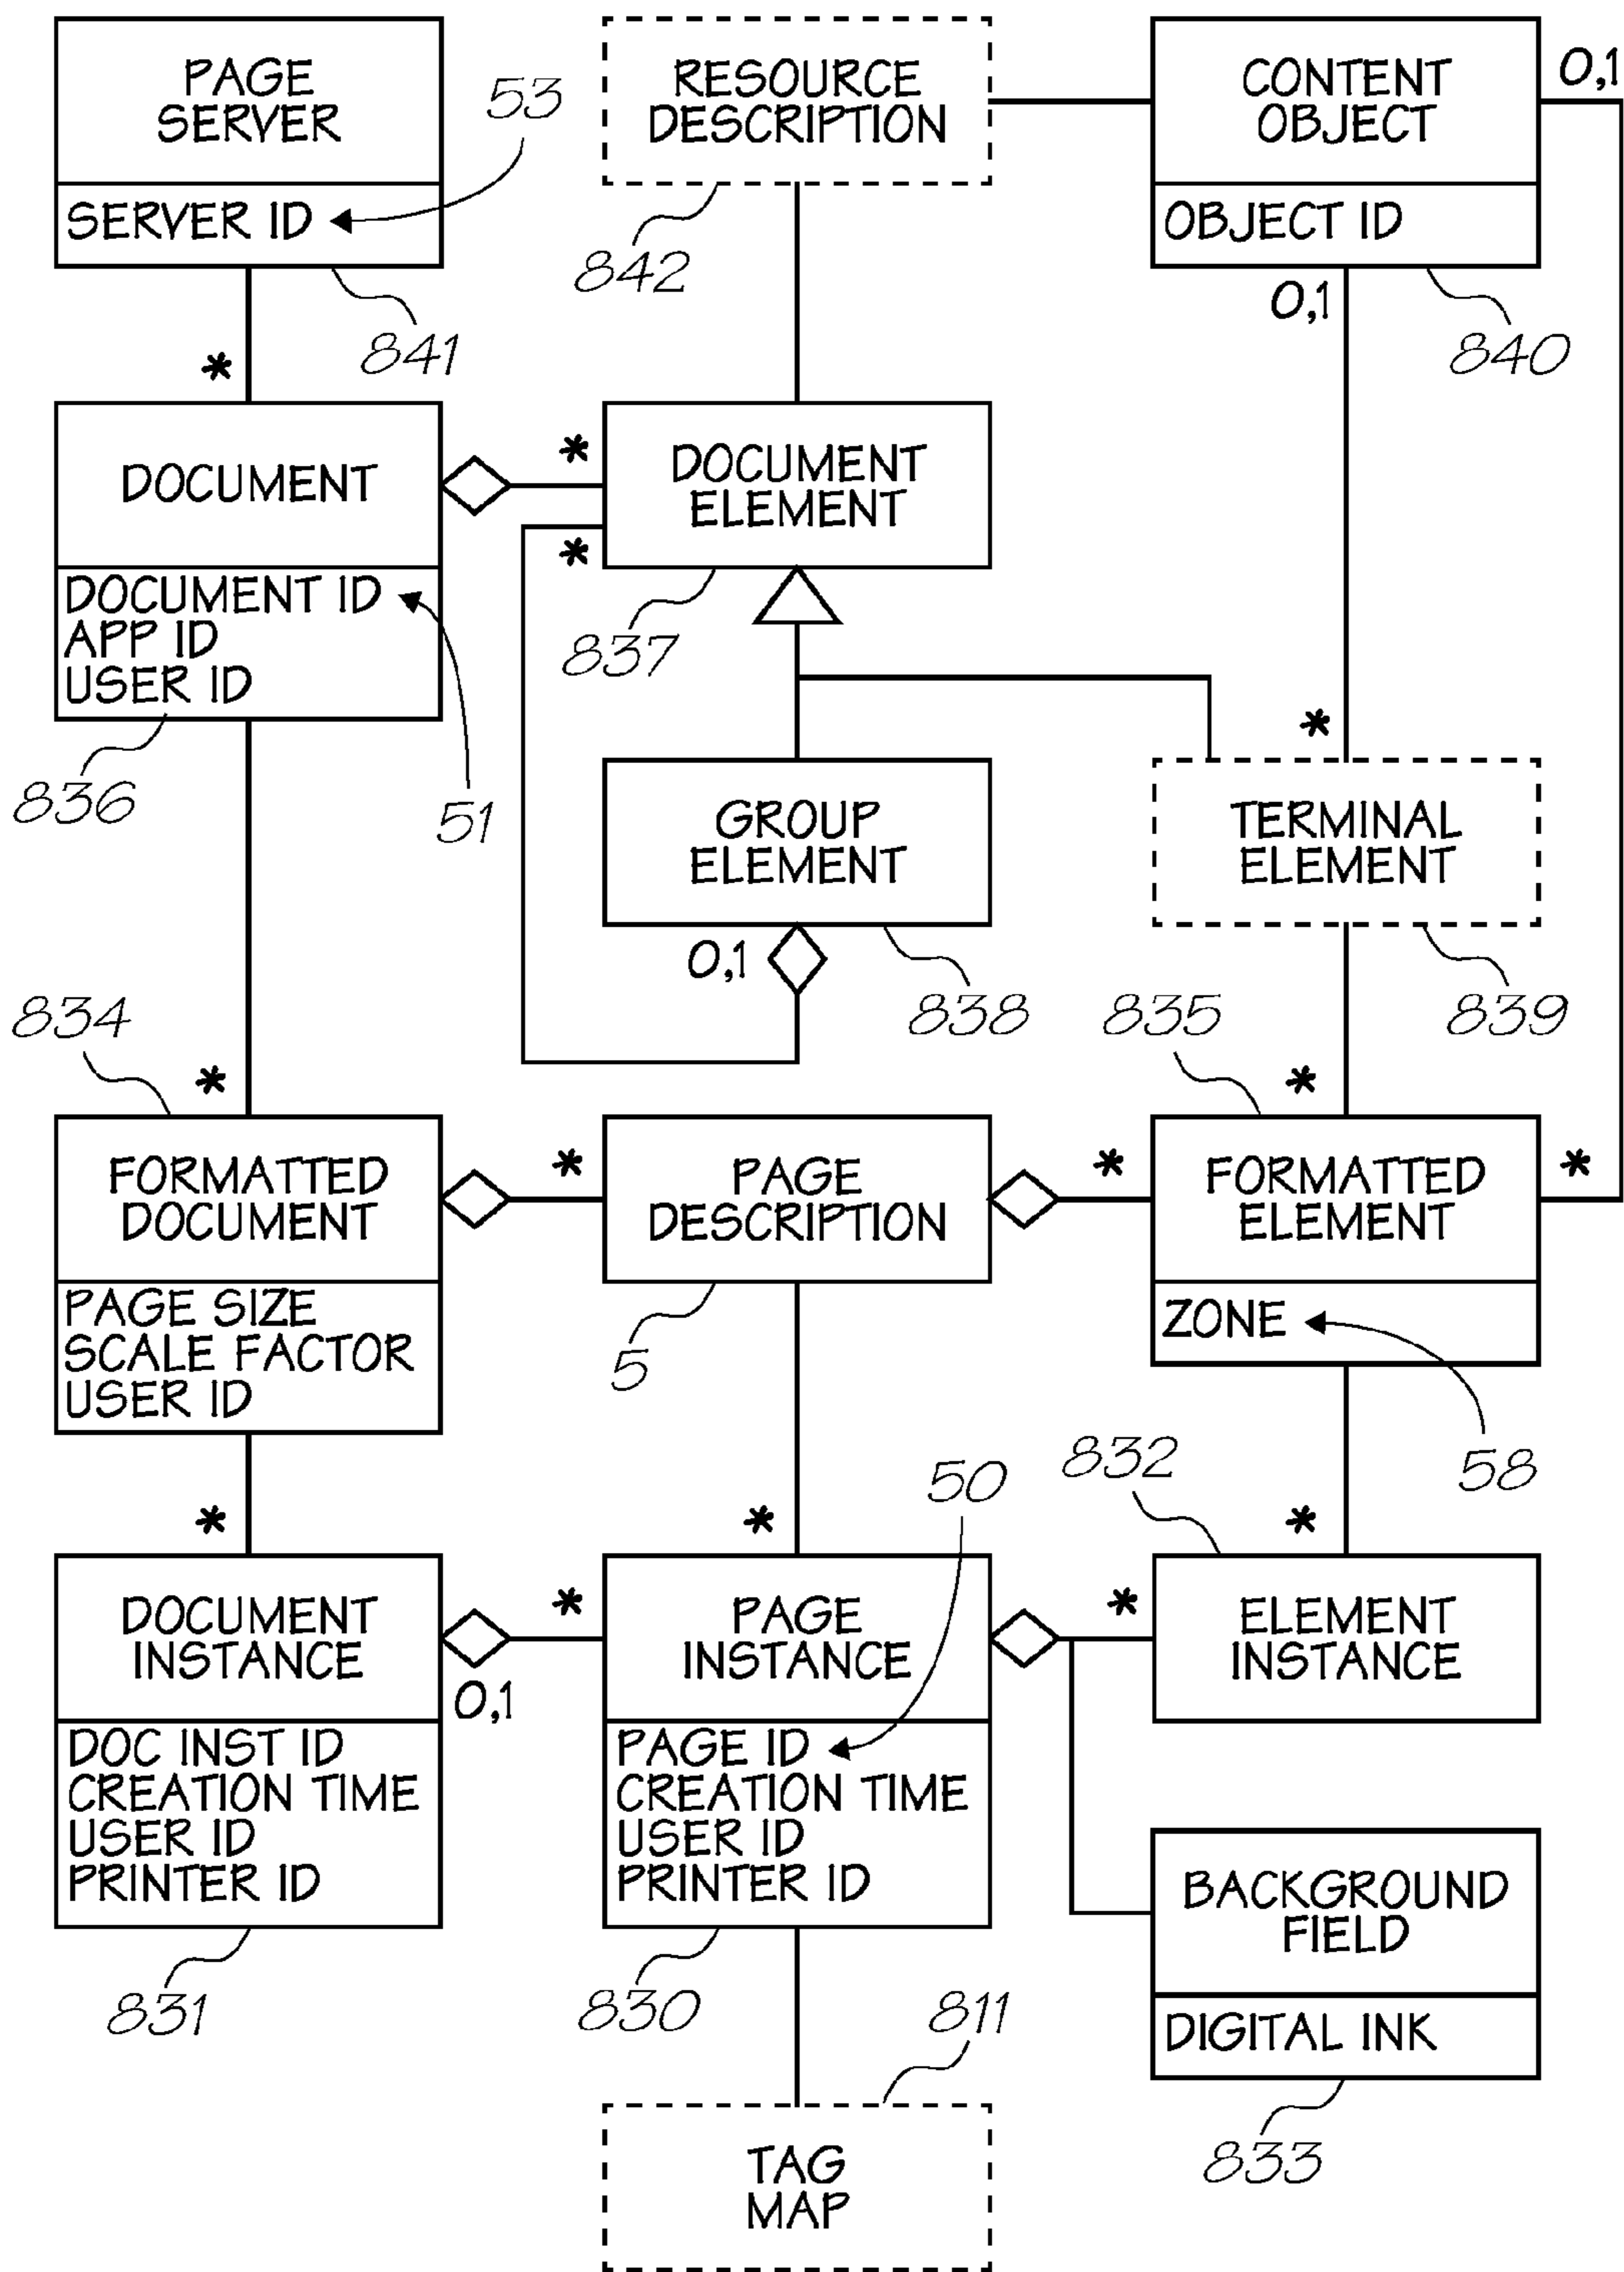 PAGE
SERVER
SERVER ID
53
841
RESOURCE
DESCRIPTION
842
CONTENT
OBJECT
OBJECT ID
0,1
0,1
840
*
DOCUMENT
DOCUMENT ID
APP ID
USER ID
836
51
*
*
DOCUMENT
ELEMENT
837
GROUP
ELEMENT
0,1
838
*
TERMINAL
ELEMENT
839
834
*
FORMATTED
DOCUMENT
PAGE SIZE
SCALE FACTOR
USER ID
*
PAGE
DESCRIPTION
5
835
*
*
*
FORMATTED
ELEMENT
ZONE
58
*
DOCUMENT
INSTANCE
0,1
DOC INST ID
CREATION TIME
USER ID
PRINTER ID
831
*
*
50
PAGE
INSTANCE
PAGE ID
CREATION TIME
USER ID
PRINTER ID
830
832
*
*
ELEMENT
INSTANCE
BACKGROUND
FIELD
DIGITAL INK
833
811
TAG
MAP